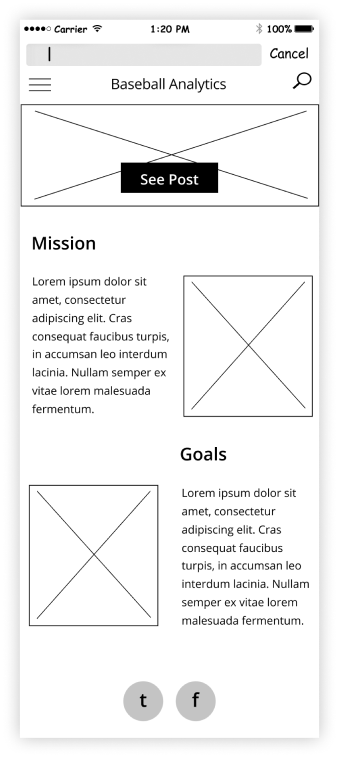 Carrier 1:20 PM 100%
Cancel
Baseball Analytics
See Post
Mission
Lorem ipsum dolor sit
amet, consectetur
adipiscing elit. Cras
consequat faucibus turpis,
in accumsan leo interdum
lacinia. Nullam semper ex
vitae lorem malesuada
fermentum.
Goals
Lorem ipsum dolor sit
amet, consectetur
adipiscing elit. Cras
consequat faucibus
turpis, in accumsan leo
interdum lacinia. Nullam
semper ex vitae lorem
malesuada fermentum.
t f